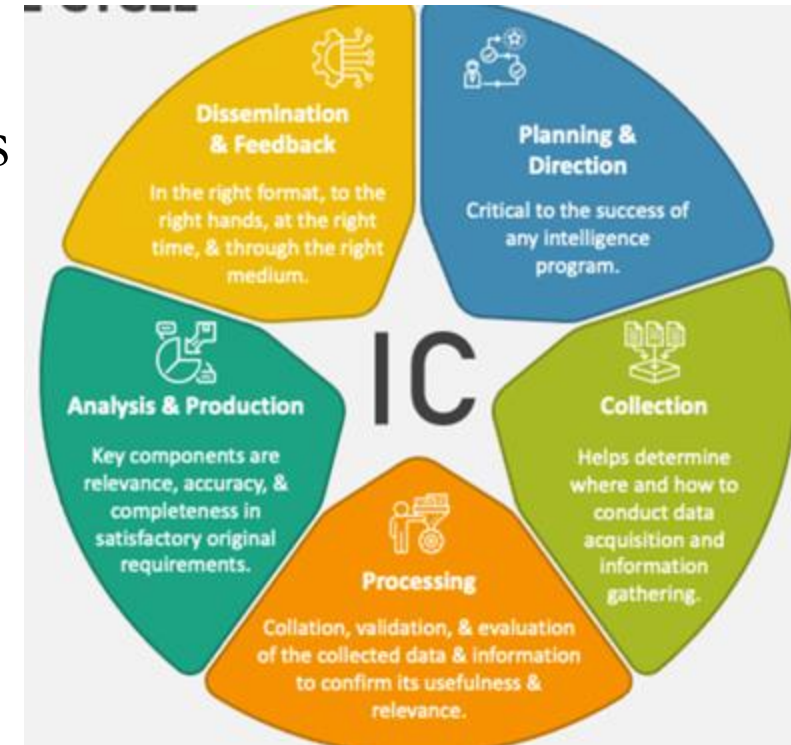 S
Dissemination
& Feedback
In the right format, to the
right hands, at the right
time, & through the right
medium.
Planning &
Direction
Critical to the success of
any intelligence
program.
IC
Analysis & Production
Key components are
relevance, accuracy, &
completeness in
satisfactory original
requirements.
Collection
Helps determine
where and how to
conduct data
acquisition and
information
gathering.
Processing
Collation, validation, & evaluation
of the collected data & information
to confirm its usefulness &
relevance.